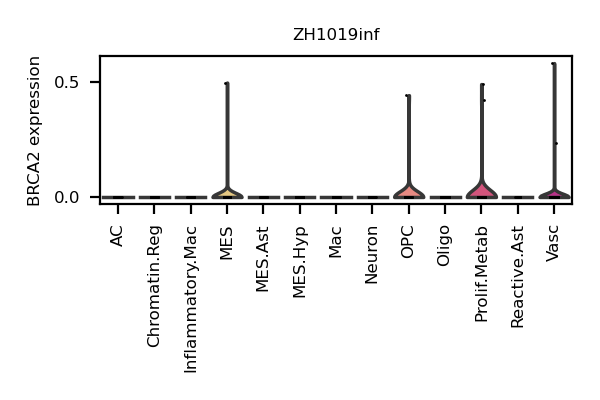 ZH1019inf
BRCA2 expression
0.5
0.0
AC
Chromatin.Reg
Inflammatory.Mac
MES
MES.Ast
MES.Hyp
Mac
Neuron
OPC
Oligo
Prolif.Metab
Reactive.Ast
Vasc